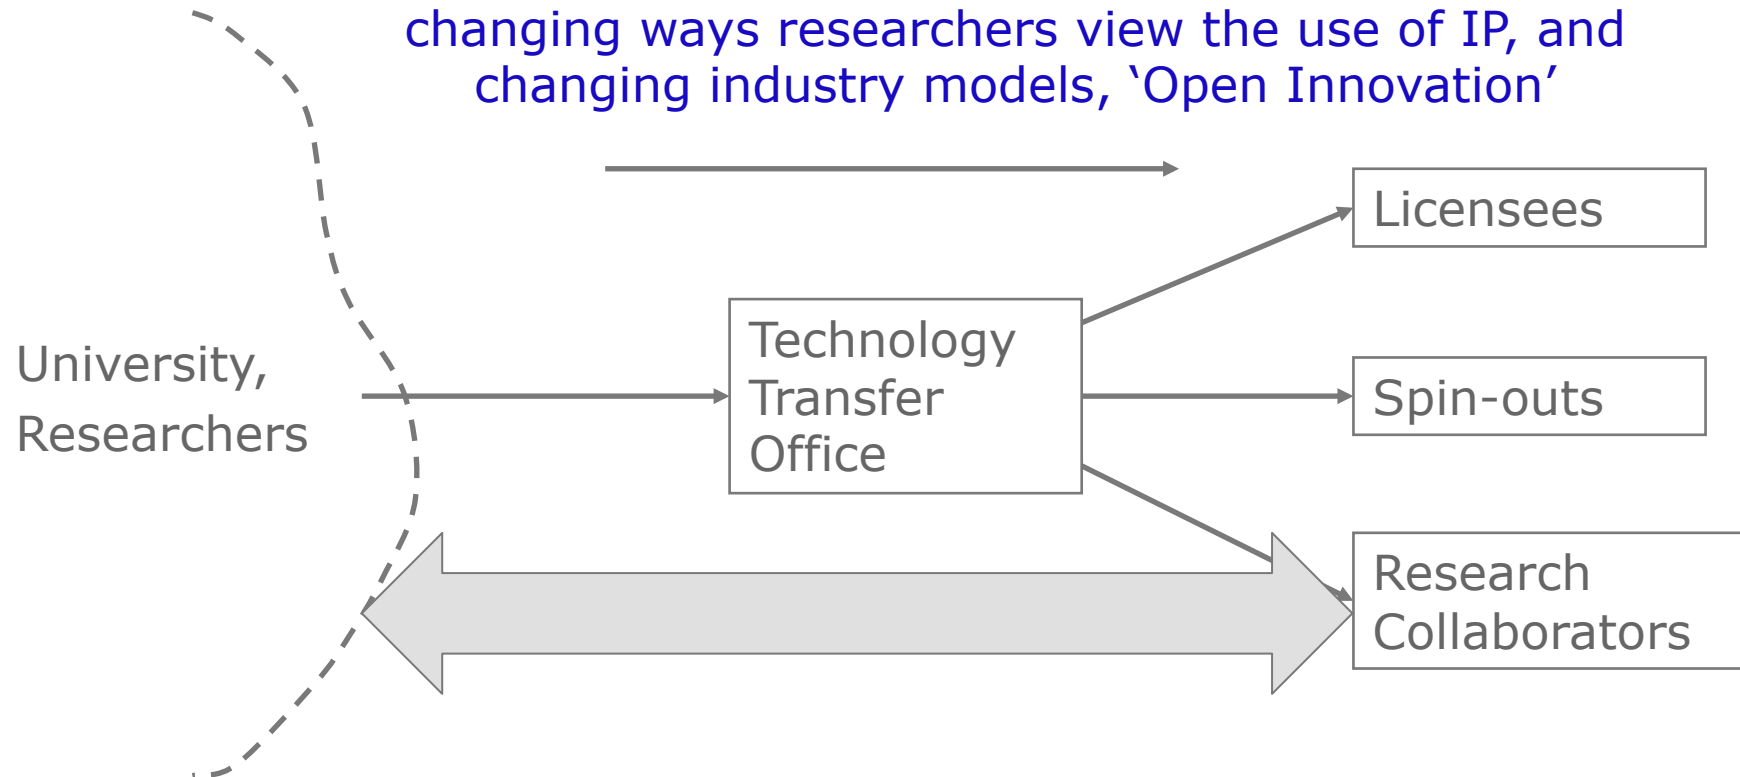 changing ways researchers view the use of IP, and
changing industry models, ‘Open Innovation’
Licensees
University,
Researchers
Technology
Transfer
Office
Spin-outs
Research
Collaborators